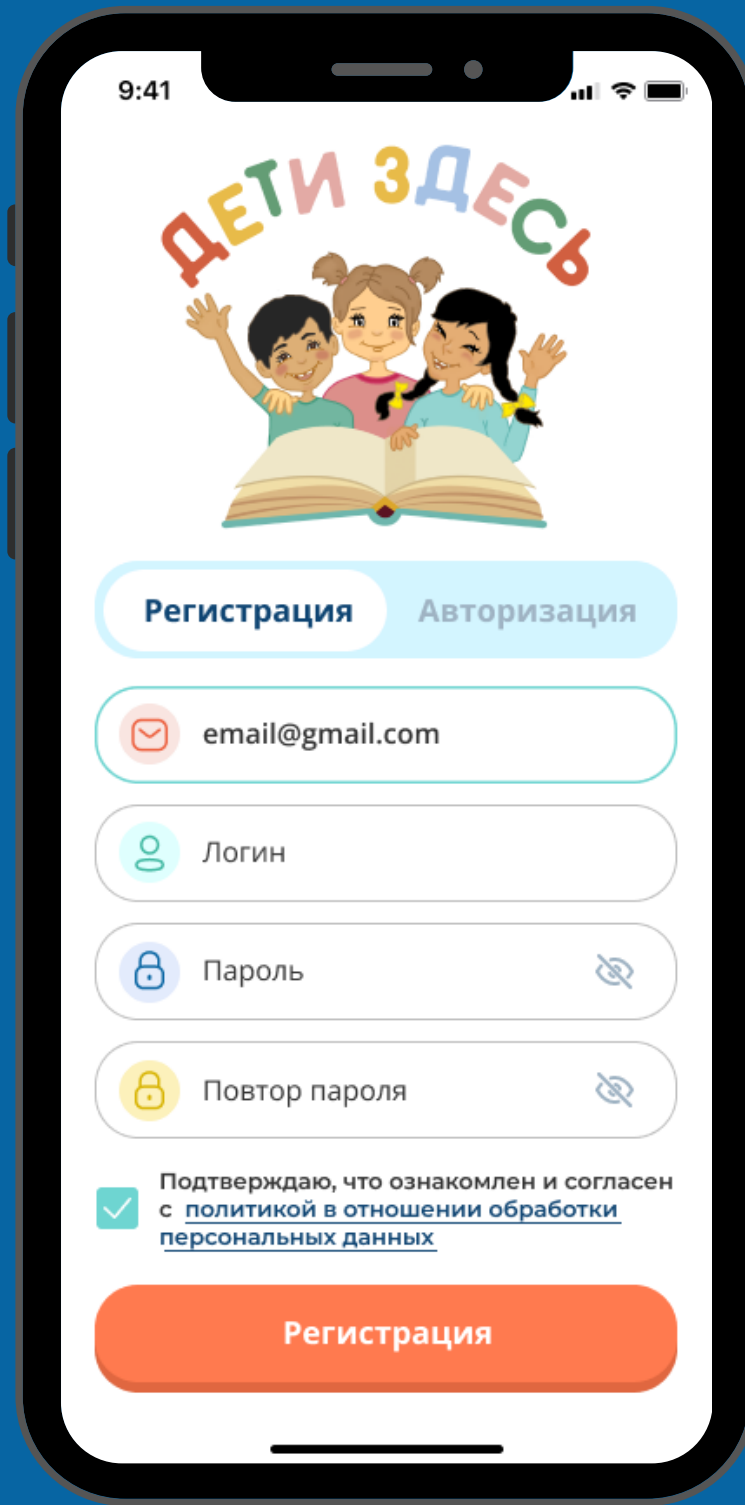 9:41
ДЕТИ ЗДЕСЬ
Регистрация Авторизация
email@gmail.com
Логин
Пароль
Повтор пароля
Подтверждаю, что ознакомлен и согласен
с политикой в отношении обработки
персональных данных
Регистрация